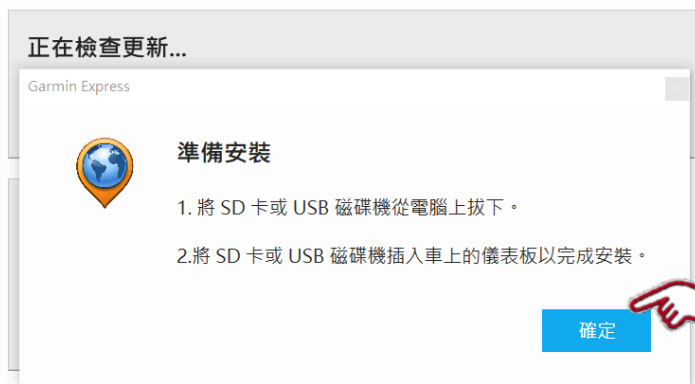 正在檢查更新...
Garmin Express
準備安裝
1. 將 SD 卡或 USB 磁碟機從電腦上拔下。
2.將 SD 卡或 USB 磁碟機插入車上的儀表板以完成安裝。
確定